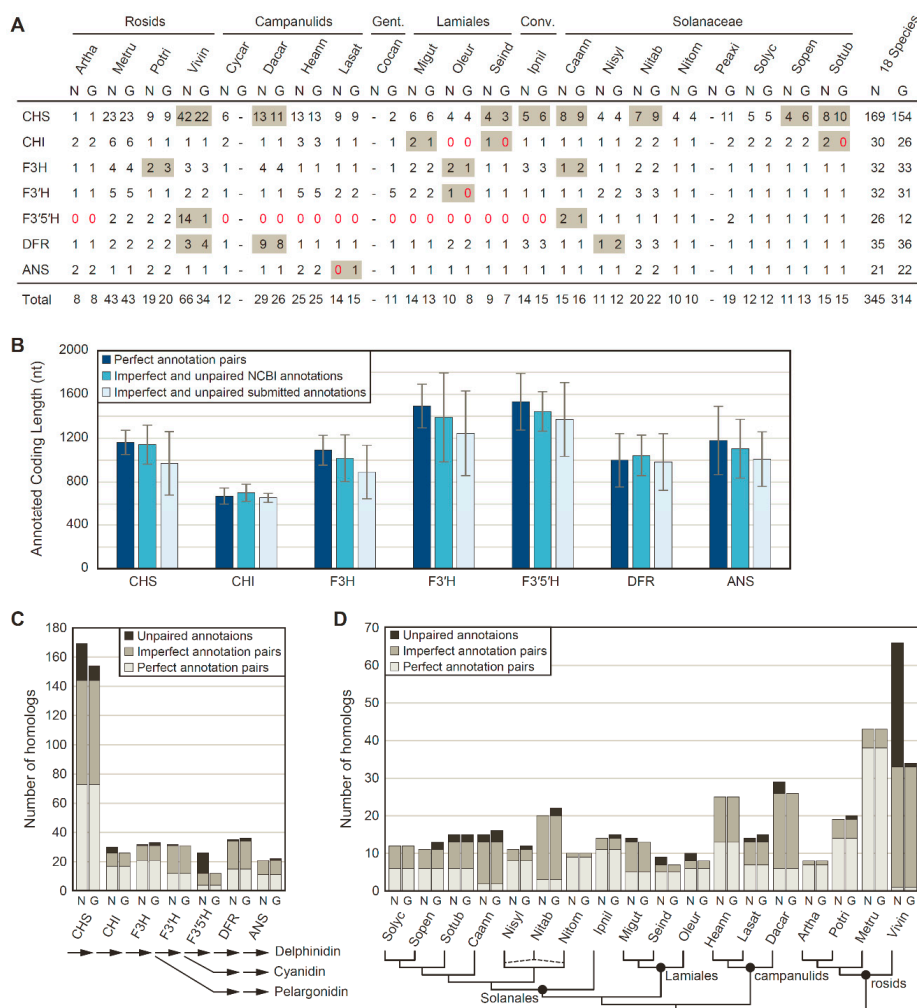 A
Rosids Campanulids Gent. Lamiales Conv. Solanaceae
Artha Metru Potri Vivin Cycar Dacar Heann Lasat Cocan Migut Oleur Seind Ipnil Caann Nisyl Nitab Nitom Peaxi Solyc Sopen Sotub 18 Species
N G N G N G N G N G N G N G N G N G N G N G N G N G N G N G N G N G N G N G N G N G N G
CHS 1 1 23 23 9 9 42 22 6 - 13 11 13 13 9 9 - 2 6 6 4 4 4 3 5 6 8 9 4 4 7 9 4 4 - 11 5 5 4 6 8 10 169 154
CHI 2 2 6 6 1 1 1 1 2 - 1 1 1 1 1 1 - 1 2 1 0 0 1 0 3 3 1 1 1 1 2 2 1 1 - 2 2 2 2 2 2 0 30 26
F3H 1 1 4 4 2 3 2 2 1 - 4 4 1 1 1 1 - 1 1 1 2 1 1 1 1 1 1 2 1 1 3 3 1 1 - 1 1 1 1 1 1 1 32 33
F3′H 1 1 5 5 1 1 2 2 1 - 1 1 5 5 2 2 - 5 2 2 1 0 1 1 1 1 1 1 1 1 2 2 1 1 - 1 1 1 1 1 1 1 32 31
F3′5′H 0 0 2 2 2 2 14 1 0 - 0 0 0 0 0 0 - 0 0 0 0 0 0 0 0 0 2 1 2 2 1 1 1 1 - 2 1 1 1 1 1 1 26 12
DFR 1 1 2 2 2 2 3 4 1 - 9 8 3 3 1 1 - 1 2 2 2 2 1 1 3 3 1 1 1 2 3 3 1 1 - 1 1 1 1 1 1 1 35 36
ANS 2 2 1 1 2 2 1 1 1 - 1 1 2 2 0 1 - 1 1 1 1 1 1 1 1 1 1 1 1 1 2 2 1 1 - 1 1 1 1 1 1 1 21 22
Total 8 8 43 43 19 20 66 34 12 - 29 26 25 25 14 15 - 11 14 13 10 8 9 7 14 15 15 16 11 12 20 22 10 10 - 19 12 12 11 13 15 15 345 314
B
Annotated Coding Length (nt)
2000
1600
1200
800
400
0
Perfect annotation pairs
Imperfect and unpaired NCBI annotations
Imperfect and unpaired submitted annotations
CHS CHI F3H F3′H F3′5′H DFR ANS
C
Number of homologs
180
160
140
120
100
80
60
40
20
0
Unpaired annotaions
Imperfect annotation pairs
Perfect annotation pairs
N G N G N G N G N G N G N G
CHS CHI F3H F3′H F3′5′H DFR ANS
Delphinidin
Cyanidin
Pelargonidin
D
Number of homologs
70
60
50
40
30
20
10
0
Unpaired annotaions
Imperfect annotation pairs
Perfect annotation pairs
N G N G N G N G N G N G N G N G N G N G N G N G N G N G N G N G N G N G
Solyc Sopen Sotub Caann Nisyl Nitab Nitom Ipnil Migut Seind Oleur Heann Lasat Dacar Artha Potri Metru Vivin
Solanales Lamiales campanulids rosids